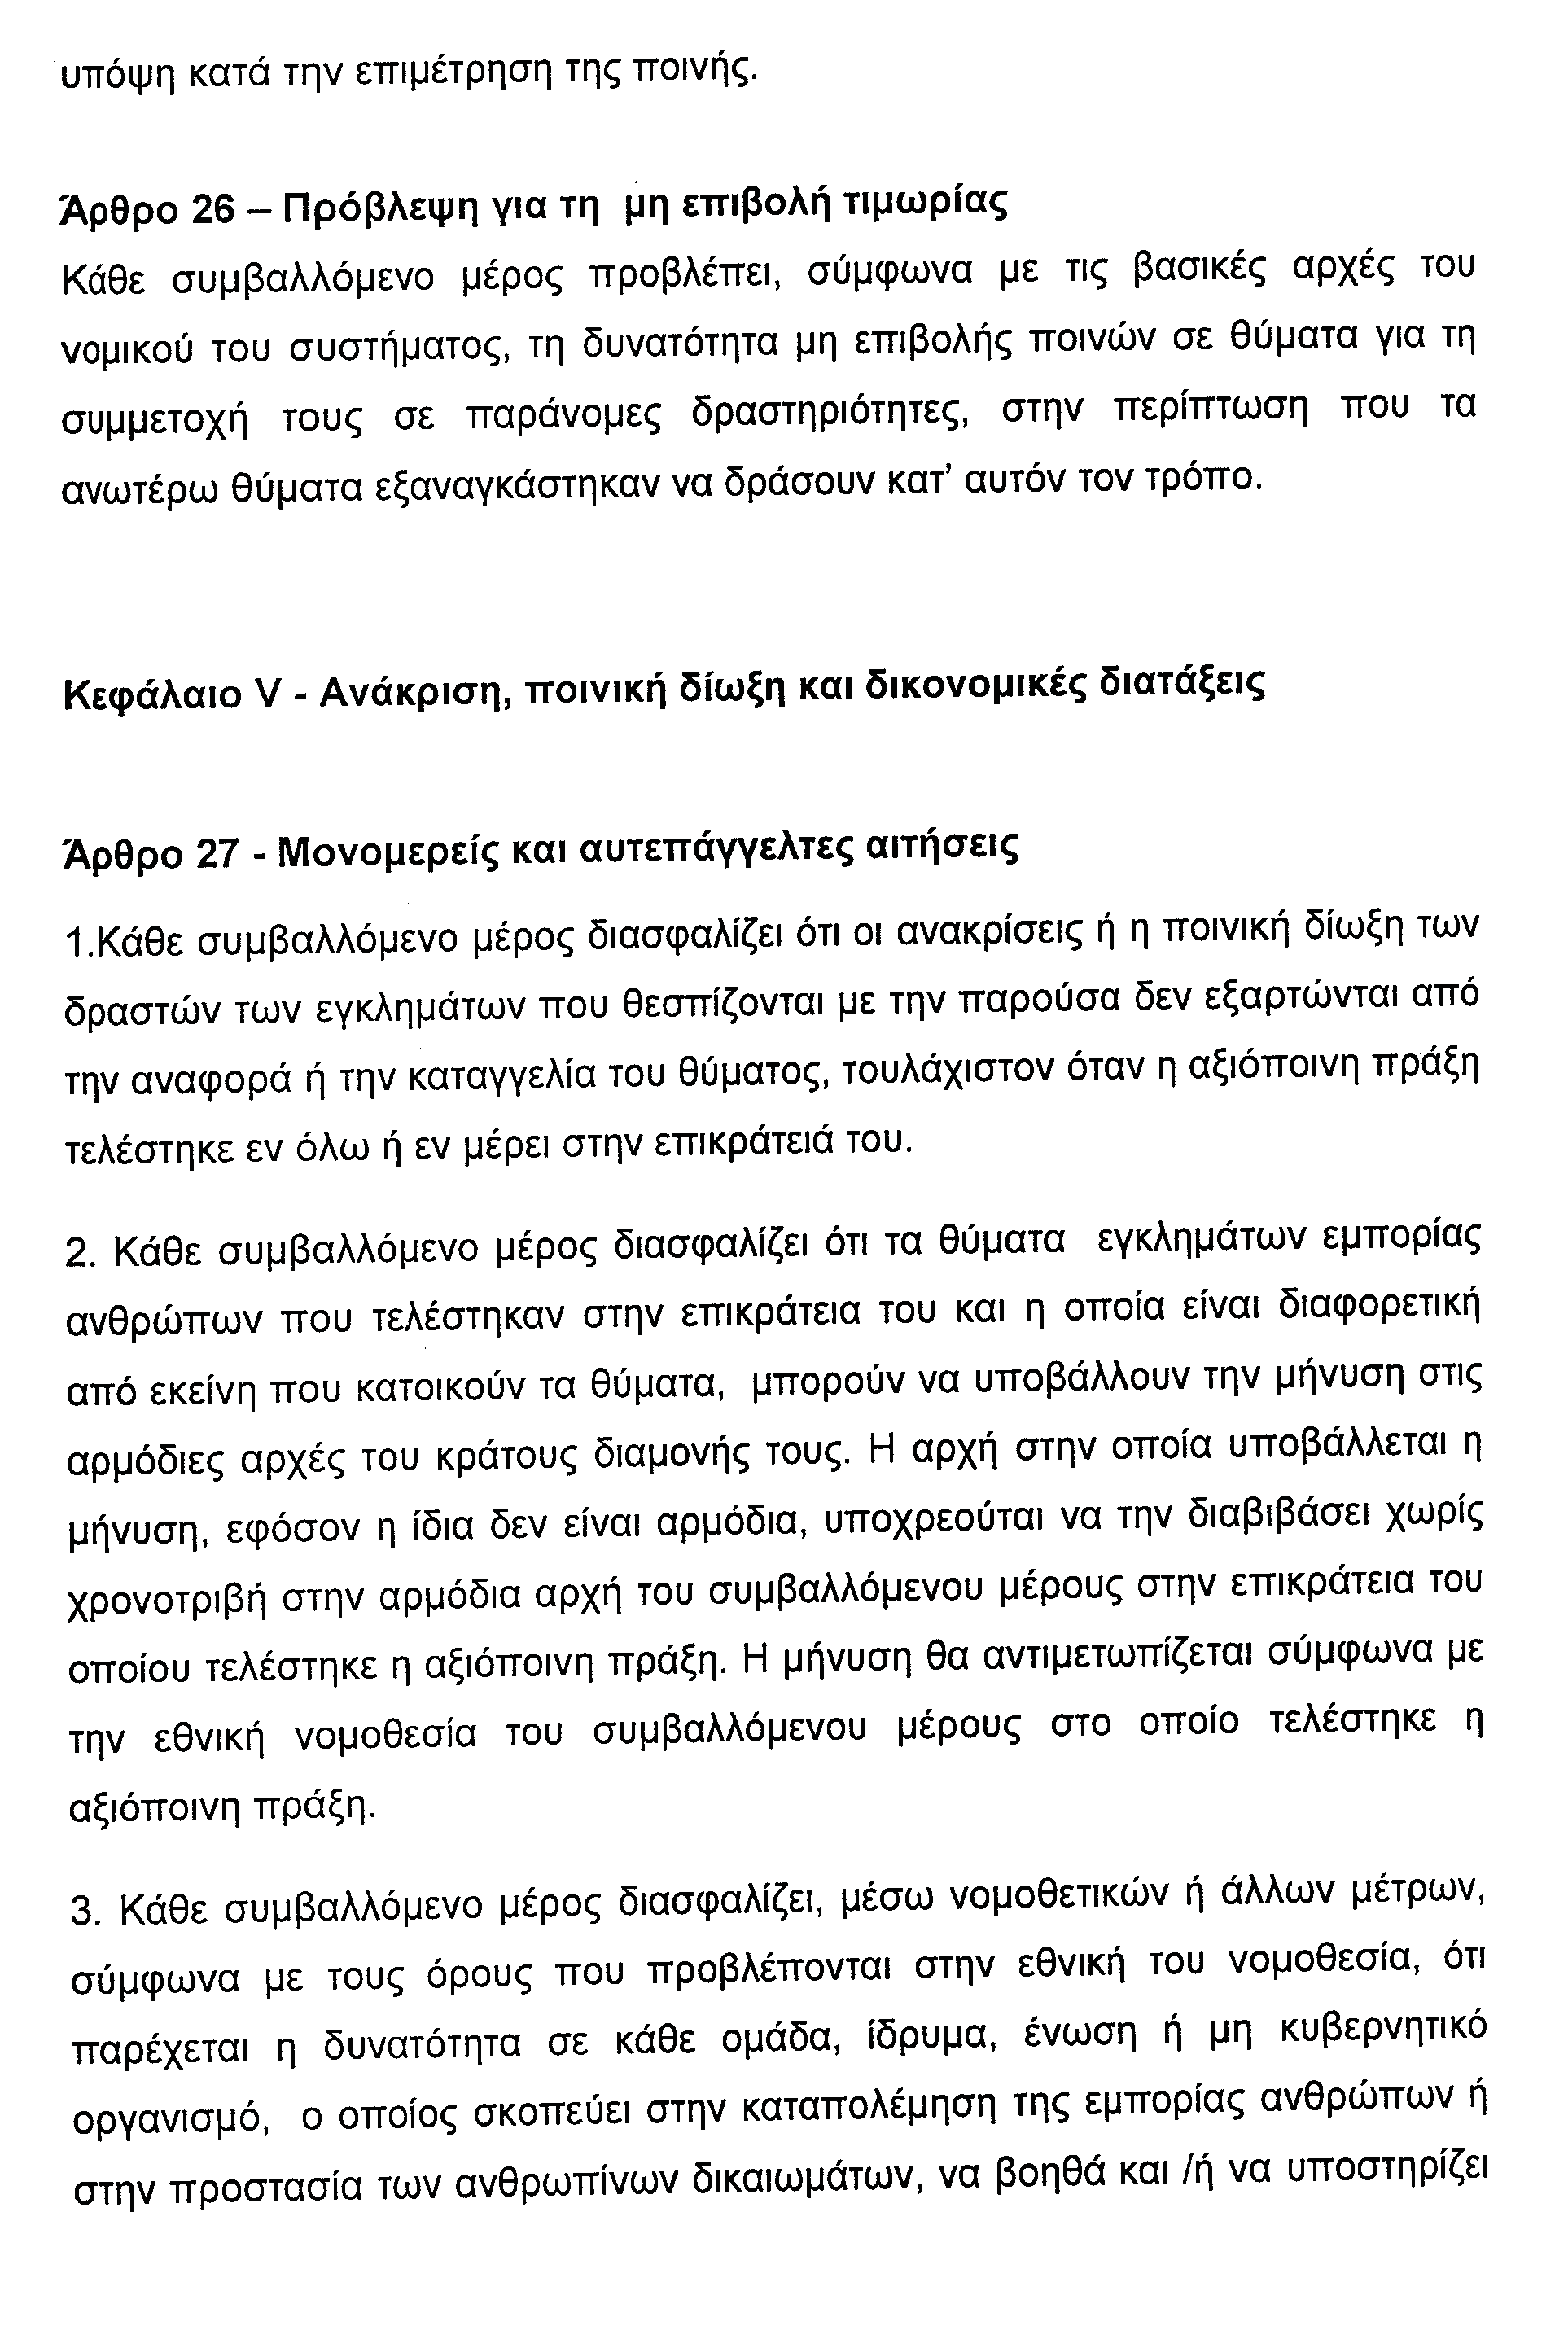 υπόψη κατά την επιμέτρηση της ποινής.
Άρθρο 26 – Πρόβλεψη για τη μη επιβολή τιμωρίας
Κάθε συμβαλλόμενο μέρος προβλέπει, σύμφωνα με τις βασικές αρχές του
νομικού του συστήματος, τη δυνατότητα μη επιβολής ποινών σε θύματα για τη
συμμετοχή τους σε παράνομες δραστηριότητες, στην περίπτωση που τα
ανωτέρω θύματα εξαναγκάστηκαν να δράσουν κατ’ αυτόν τον τρόπο.
Κεφάλαιο V - Ανάκριση, ποινική δίωξη και δικονομικές διατάξεις
Άρθρο 27 - Μονομερείς και αυτεπάγγελτες αιτήσεις
1.Κάθε συμβαλλόμενο μέρος διασφαλίζει ότι οι ανακρίσεις ή η ποινική δίωξη των
δραστών των εγκλημάτων που θεσπίζονται με την παρούσα δεν εξαρτώνται από
την αναφορά ή την καταγγελία του θύματος, τουλάχιστον όταν η αξιόποινη πράξη
τελέστηκε εν όλω ή εν μέρει στην επικράτειά του.
2. Κάθε συμβαλλόμενο μέρος διασφαλίζει ότι τα θύματα εγκλημάτων εμπορίας
ανθρώπων που τελέστηκαν στην επικράτεια του και η οποία είναι διαφορετική
από εκείνη που κατοικούν τα θύματα, μπορούν να υποβάλλουν την μήνυση στις
αρμόδιες αρχές του κράτους διαμονής τους. Η αρχή στην οποία υποβάλλεται η
μήνυση, εφόσον η ίδια δεν είναι αρμόδια, υποχρεούται να την διαβιβάσει χωρίς
χρονοτριβή στην αρμόδια αρχή του συμβαλλόμενου μέρους στην επικράτεια του
οποίου τελέστηκε η αξιόποινη πράξη. Η μήνυση θα αντιμετωπίζεται σύμφωνα με
την εθνική νομοθεσία του συμβαλλόμενου μέρους στο οποίο τελέστηκε η
αξιόποινη πράξη.
3. Κάθε συμβαλλόμενο μέρος διασφαλίζει, μέσω νομοθετικών ή άλλων μέτρων,
σύμφωνα με τους όρους που προβλέπονται στην εθνική του νομοθεσία, ότι
παρέχεται η δυνατότητα σε κάθε ομάδα, ίδρυμα, ένωση ή μη κυβερνητικό
οργανισμό, ο οποίος σκοπεύει στην καταπολέμηση της εμπορίας ανθρώπων ή
στην προστασία των ανθρωπίνων δικαιωμάτων, να βοηθά και /ή να υποστηρίζει